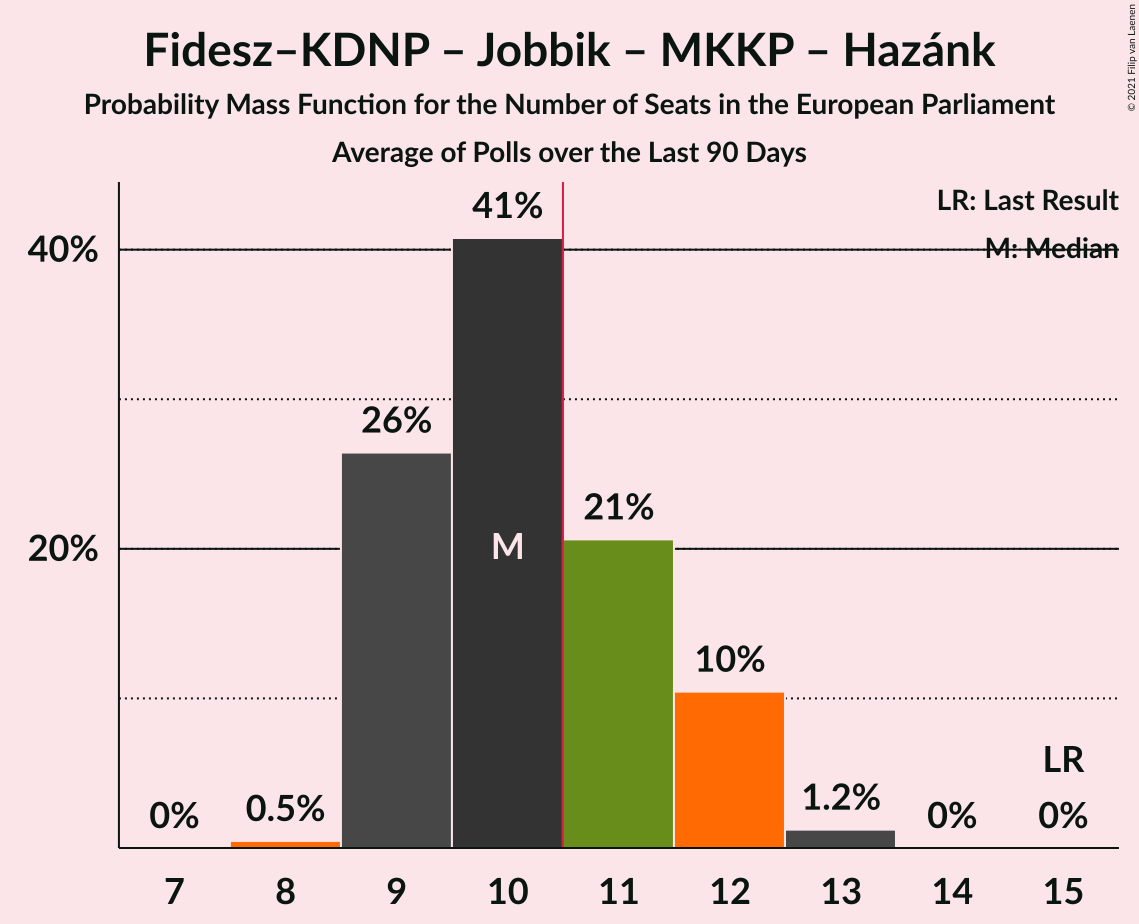 Fidesz–KDNP – Jobbik – MKKP – Hazánk
Probability Mass Function for the Number of Seats in the European Parliament
Average of Polls over the Last 90 Days
© 2021 Filip van Laenen
LR: Last Result
M: Median
41%
40%
26%
21%
M
20%
10%
LR
0%
0.5%
1.2%
0%
0%
7
8
9
10
11
12
13
14
15